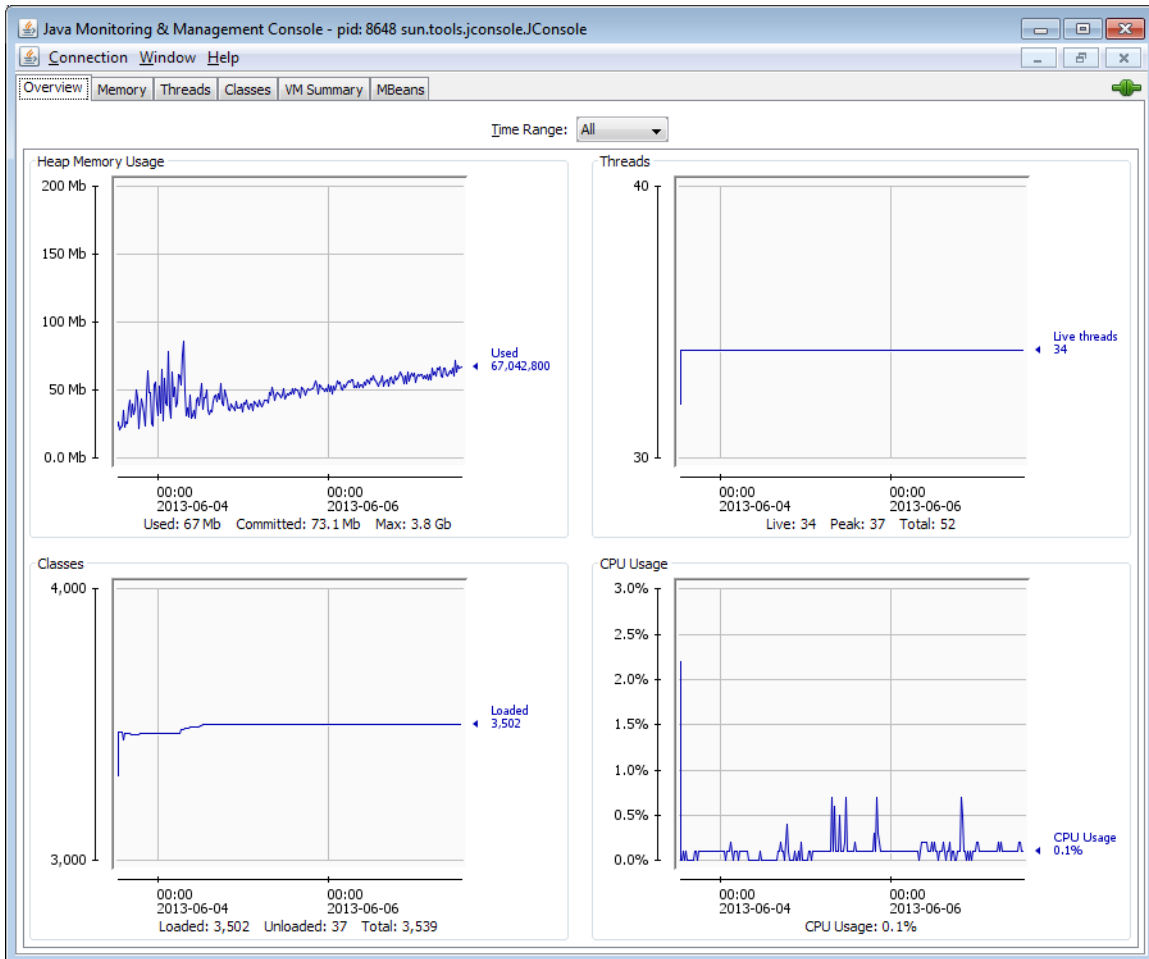 Java Monitoring & Management Console - pid: 8648 sun.tools.jconsole.JConsole
Connection Window Help
Overview Memory Threads Classes VM Summary MBeans
Time Range: All
Heap Memory Usage
200 Mb
150 Mb
100 Mb
50 Mb
0.0 Mb
Used
67,042,800
00:00
2013-06-04
00:00
2013-06-06
Used: 67 Mb Committed: 73.1 Mb Max: 3.8 Gb
Threads
40
30
Live threads
34
00:00
2013-06-04
00:00
2013-06-06
Live: 34 Peak: 37 Total: 52
Classes
4,000
3,000
Loaded
3,502
00:00
2013-06-04
00:00
2013-06-06
Loaded: 3,502 Unloaded: 37 Total: 3,539
CPU Usage
3.0%
2.5%
2.0%
1.5%
1.0%
0.5%
0.0%
CPU Usage
0.1%
00:00
2013-06-04
00:00
2013-06-06
CPU Usage: 0.1%